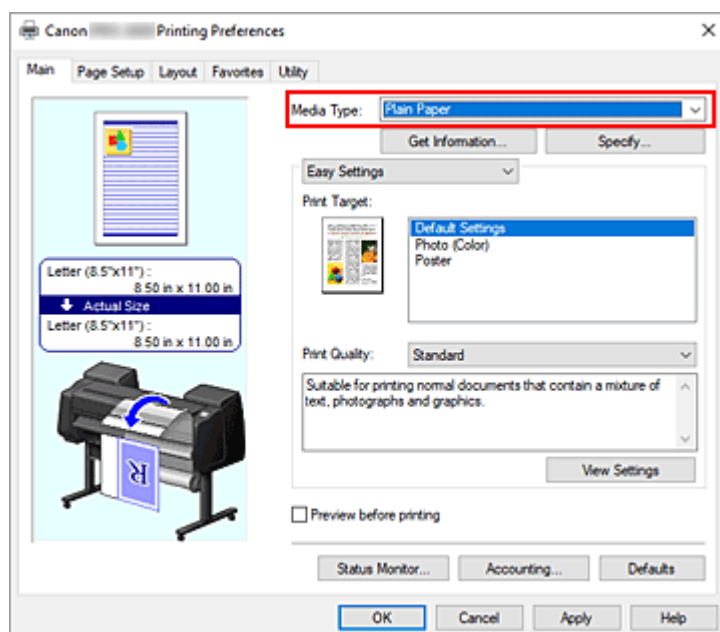 Canon Printing Preferences
Main Page Setup Layout Favorites Utility
Media Type: Plain Paper
Get Information... Specify...
Easy Settings
Print Target:
Default Settings
Photo (Color)
Poster
Letter (8.5"x11") :
8.50 in x 11.00 in
Actual Size
Letter (8.5"x11") :
8.50 in x 11.00 in
Print Quality: Standard
Suitable for printing normal documents that contain a mixture of
text, photographs and graphics.
R
View Settings
Preview before printing
Status Monitor... Accounting... Defaults
OK Cancel Apply Help